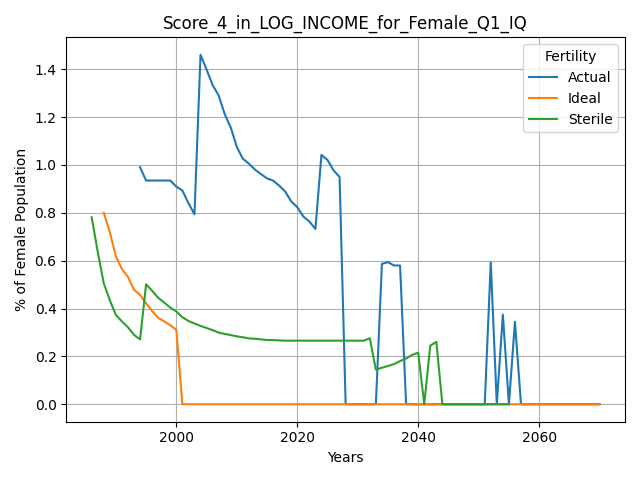 Score_4_in_LOG_INCOME_for_Female_Q1_IQ
Fertility
Actual
Ideal
Sterile
% of Female Population
1.4
1.2
1.0
0.8
0.6
0.4
0.2
0.0
2000 2020 2040 2060
Years